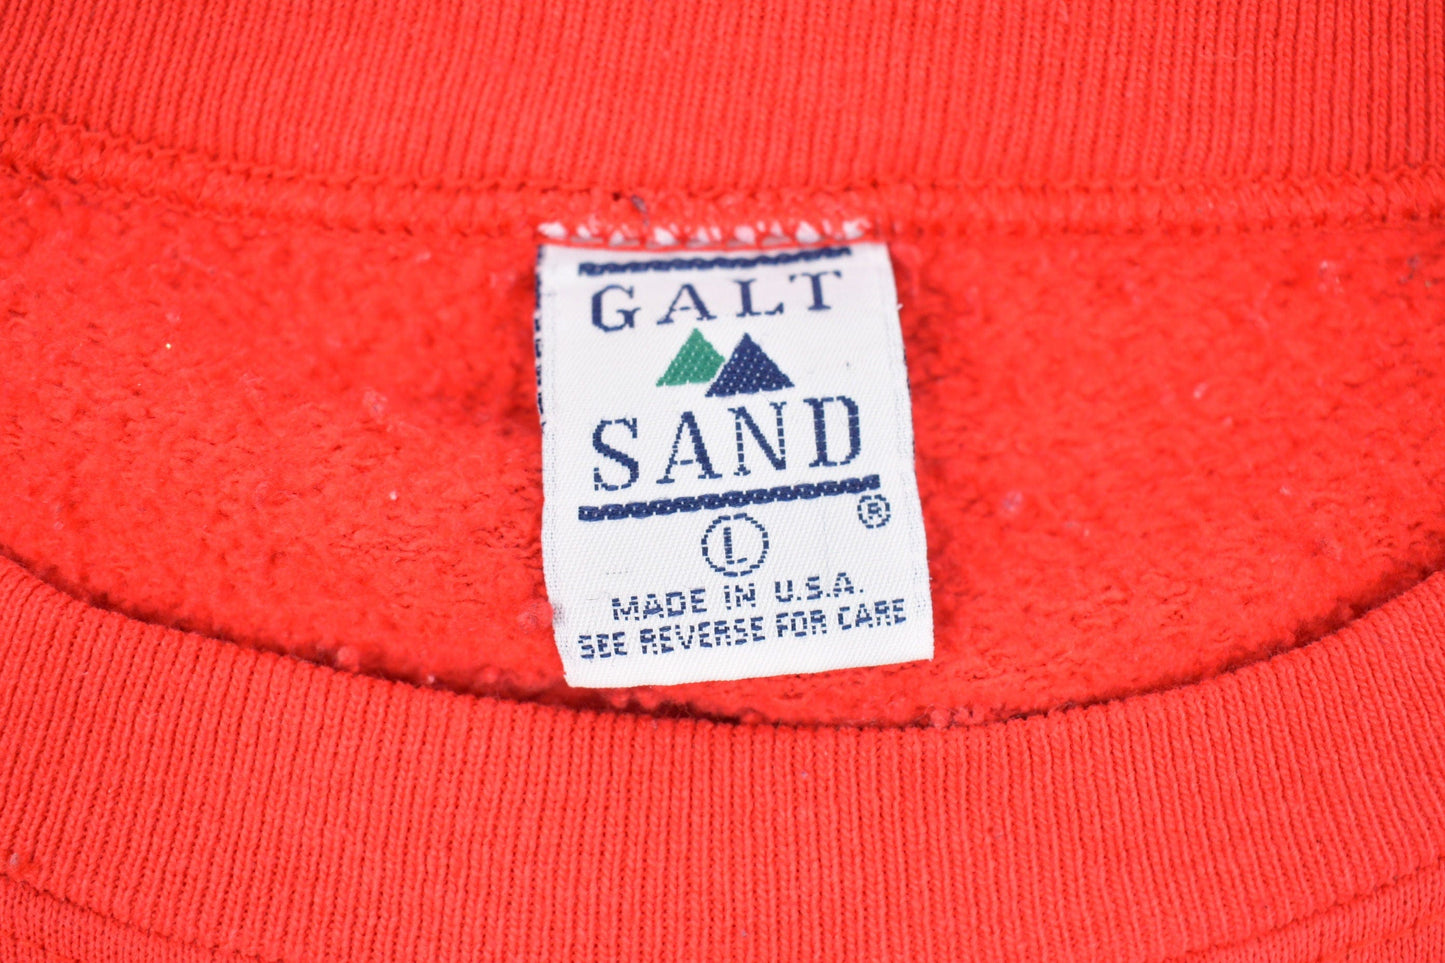 GALT
SAND
®
L
MADE IN U.S.A.
SEE REVERSE FOR CARE